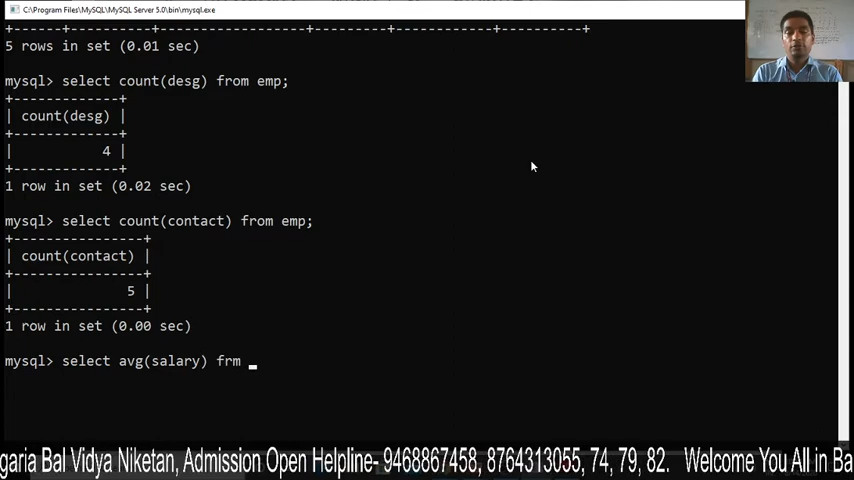 C:\Program Files\MySQL\MySQL Server 5.0\bin\mysql.exe
+------+--------------+------------------+---------+------------+----------+
5 rows in set (0.01 sec)
mysql> select count(desg) from emp;
+-------------+
| count(desg) |
+-------------+
|           4 |
+-------------+
1 row in set (0.02 sec)
mysql> select count(contact) from emp;
+----------------+
| count(contact) |
+----------------+
|              5 |
+----------------+
1 row in set (0.00 sec)
mysql> select avg(salary) frm _
garia Bal Vidya Niketan, Admission Open Helpline- 9468867458, 8764313055, 74, 79, 82. Welcome You All in Ba